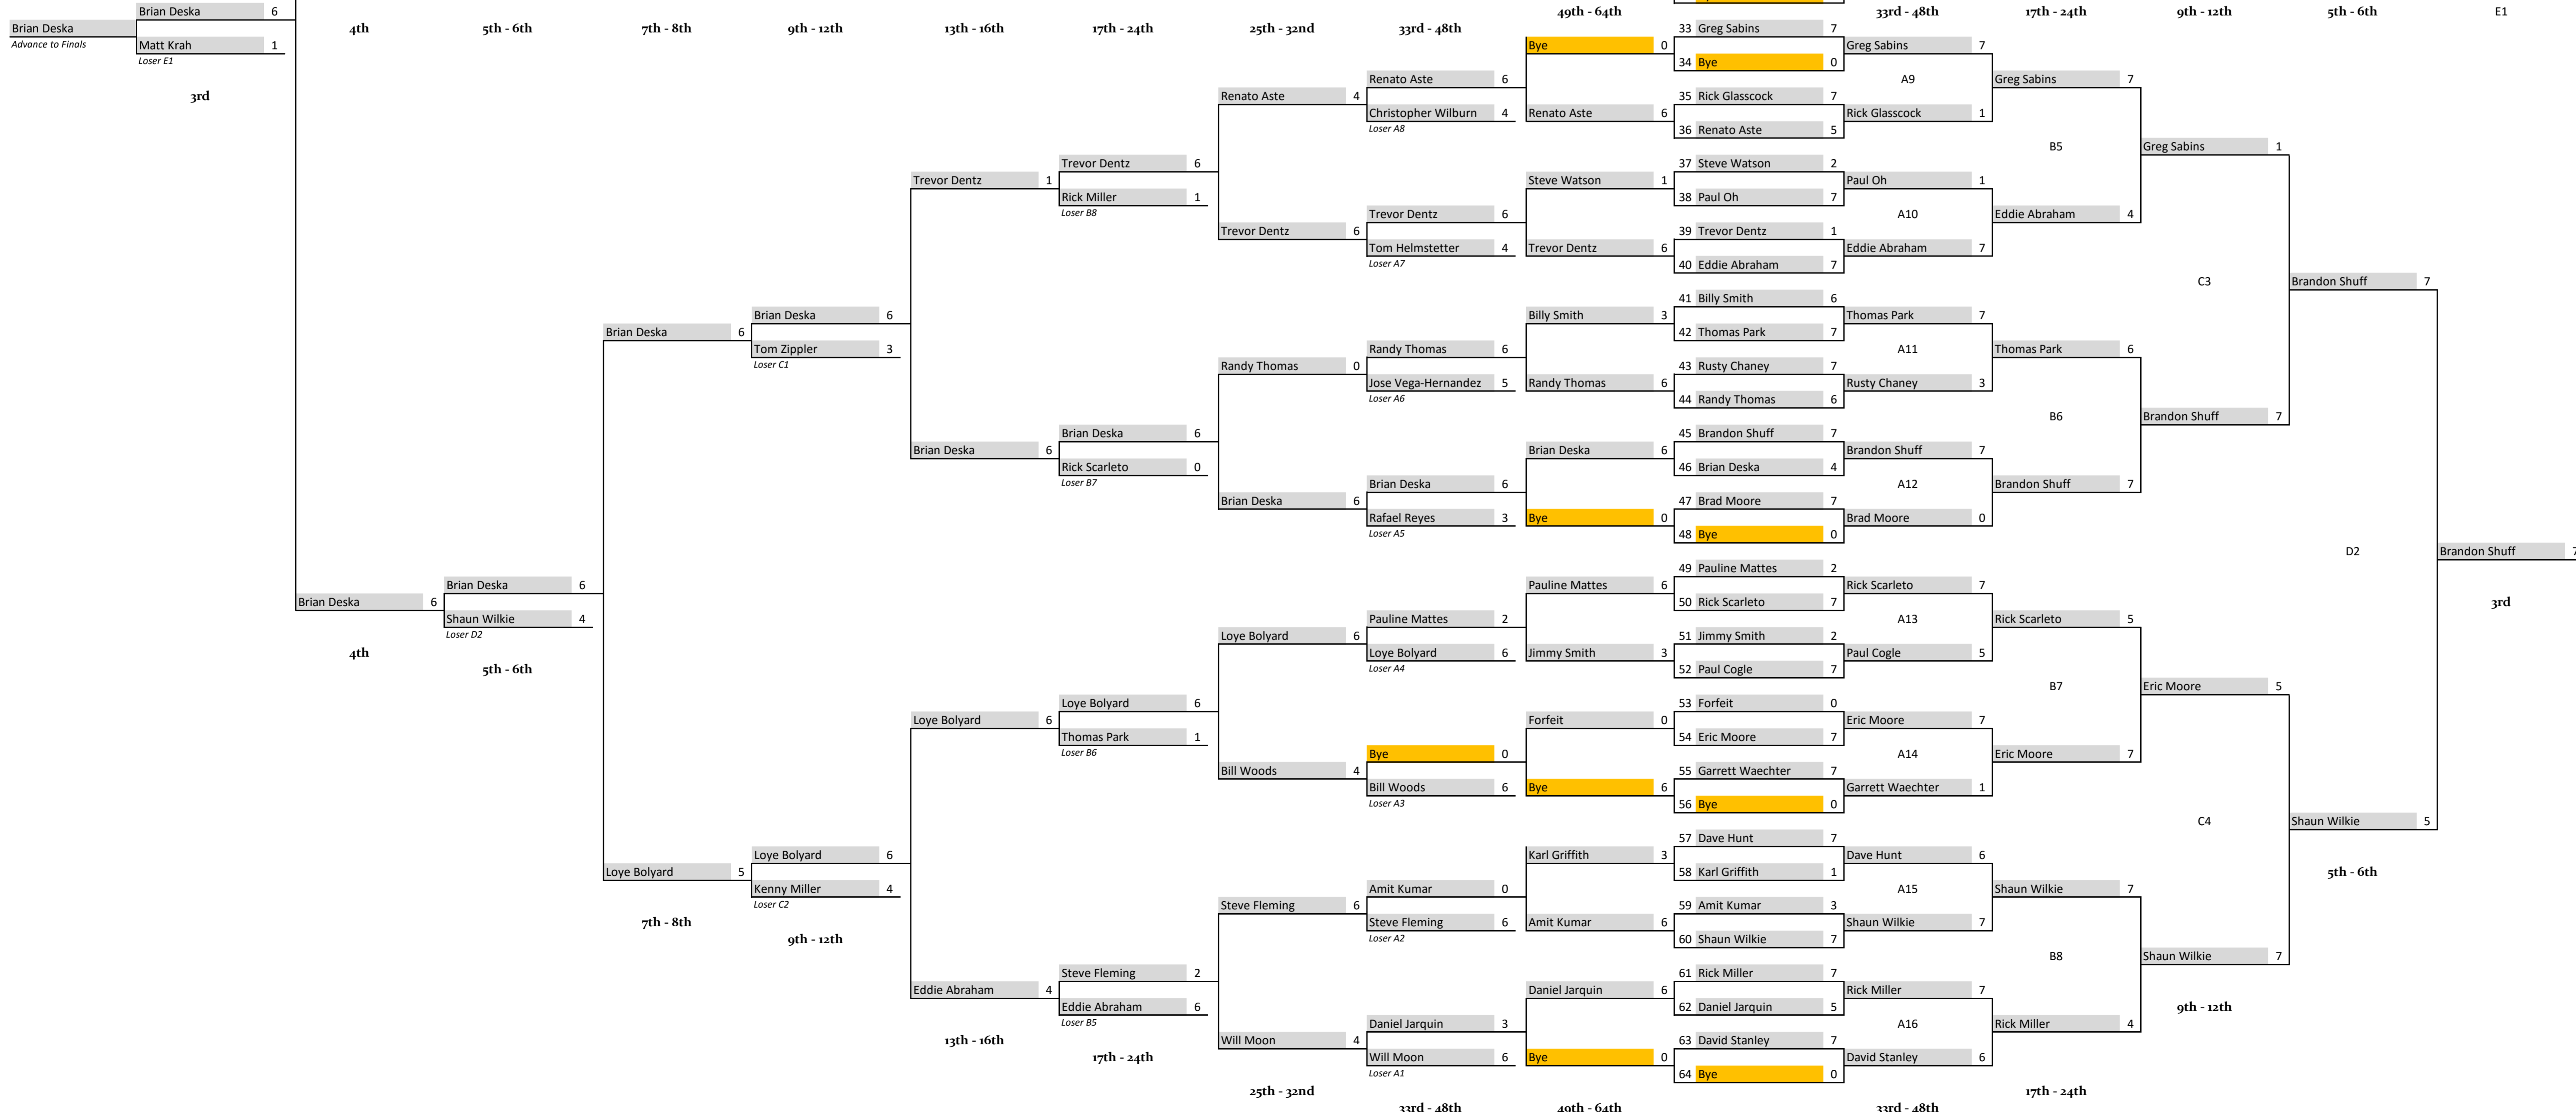 Brian Deska 6
Brian Deska
Advance to Finals
Matt Krah 1
Loser E1
3rd
4th
Brian Deska 6
4th
5th - 6th
Brian Deska 6
Shaun Wilkie 4
Loser D2
5th - 6th
7th - 8th
Brian Deska 6
Loye Bolyard 5
7th - 8th
9th - 12th
Brian Deska 6
Tom Zippler 3
Loser C1
Loye Bolyard 6
Kenny Miller 4
Loser C2
9th - 12th
13th - 16th
Trevor Dentz 1
Brian Deska 6
Loye Bolyard 6
Eddie Abraham 4
13th - 16th
17th - 24th
Trevor Dentz 6
Rick Miller 1
Loser B8
Brian Deska 6
Rick Scarleto 0
Loser B7
Loye Bolyard 6
Thomas Park 1
Loser B6
Steve Fleming 2
Eddie Abraham 6
Loser B5
17th - 24th
25th - 32nd
Renato Aste 4
Trevor Dentz 6
Randy Thomas 0
Brian Deska 6
Loye Bolyard 6
Bill Woods 4
Steve Fleming 6
Will Moon 4
25th - 32nd
33rd - 48th
Renato Aste 6
Christopher Wilburn 4
Loser A8
Trevor Dentz 6
Tom Helmstetter 4
Loser A7
Randy Thomas 6
Jose Vega-Hernandez 5
Loser A6
Brian Deska 6
Rafael Reyes 3
Loser A5
Pauline Mattes 2
Loye Bolyard 6
Loser A4
Bye 0
Bill Woods 6
Loser A3
Amit Kumar 0
Steve Fleming 6
Loser A2
Daniel Jarquin 3
Will Moon 6
Loser A1
33rd - 48th
49th - 64th
Bye 0
Renato Aste 6
Steve Watson 1
Trevor Dentz 6
Billy Smith 3
Randy Thomas 6
Brian Deska 6
Bye 0
Pauline Mattes 6
Jimmy Smith 3
Forfeit 0
Bye 6
Karl Griffith 3
Amit Kumar 6
Daniel Jarquin 6
Bye 0
49th - 64th
33 Greg Sabins 7
34 Bye 0
35 Rick Glasscock 7
36 Renato Aste 5
37 Steve Watson 2
38 Paul Oh 7
39 Trevor Dentz 1
40 Eddie Abraham 7
41 Billy Smith 6
42 Thomas Park 7
43 Rusty Chaney 7
44 Randy Thomas 6
45 Brandon Shuff 7
46 Brian Deska 4
47 Brad Moore 7
48 Bye 0
49 Pauline Mattes 2
50 Rick Scarleto 7
51 Jimmy Smith 2
52 Paul Cogle 7
53 Forfeit 0
54 Eric Moore 7
55 Garrett Waechter 7
56 Bye 0
57 Dave Hunt 7
58 Karl Griffith 1
59 Amit Kumar 3
60 Shaun Wilkie 7
61 Rick Miller 7
62 Daniel Jarquin 5
63 David Stanley 7
64 Bye 0
33rd - 48th
Greg Sabins 7
A9
Rick Glasscock 1
Paul Oh 1
A10
Eddie Abraham 7
Thomas Park 7
A11
Rusty Chaney 3
Brandon Shuff 7
A12
Brad Moore 0
Rick Scarleto 7
A13
Paul Cogle 5
Eric Moore 7
A14
Garrett Waechter 1
Dave Hunt 6
A15
Shaun Wilkie 7
Rick Miller 7
A16
David Stanley 6
33rd - 48th
17th - 24th
Greg Sabins 7
B5
Eddie Abraham 4
Thomas Park 6
B6
Brandon Shuff 7
Rick Scarleto 5
B7
Eric Moore 7
Shaun Wilkie 7
B8
Rick Miller 4
17th - 24th
9th - 12th
Greg Sabins 1
C3
Brandon Shuff 7
Eric Moore 5
C4
Shaun Wilkie 7
9th - 12th
5th - 6th
Brandon Shuff 7
D2
Shaun Wilkie 5
5th - 6th
E1
Brandon Shuff 7
3rd